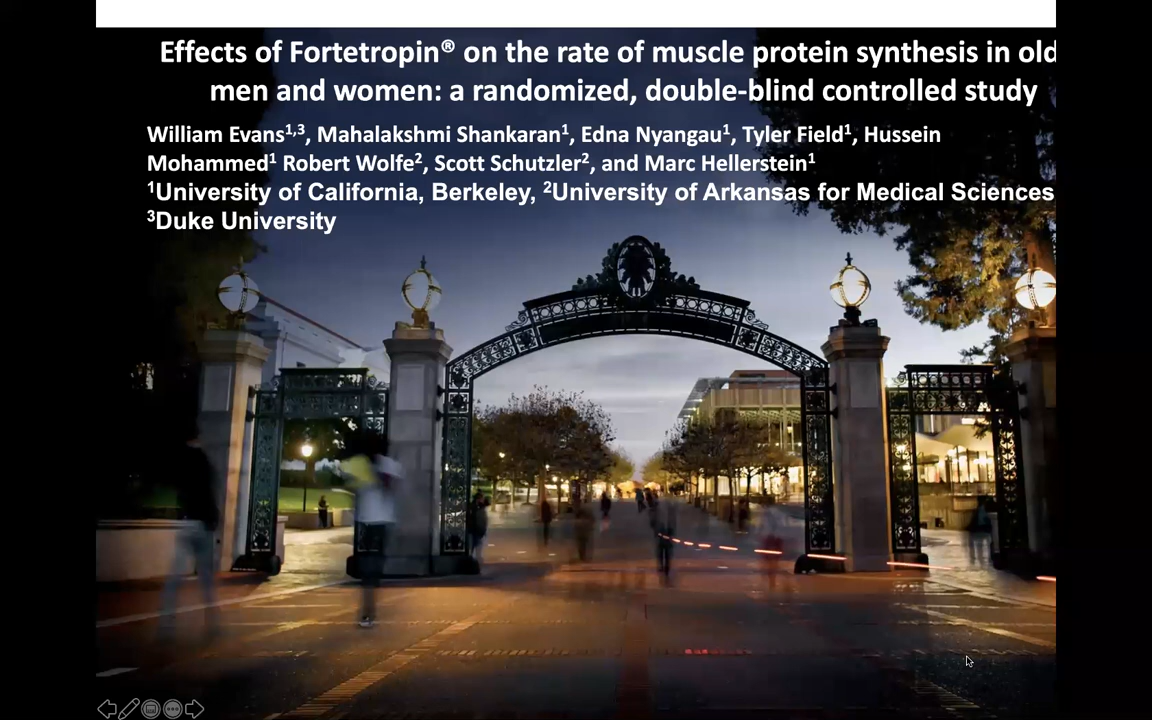 Effects of Fortetropin® on the rate of muscle protein synthesis in old
men and women: a randomized, double-blind controlled study
William Evans1,3, Mahalakshmi Shankaran1, Edna Nyangau1, Tyler Field1, Hussein
Mohammed1 Robert Wolfe2, Scott Schutzler2, and Marc Hellerstein1
1University of California, Berkeley, 2University of Arkansas for Medical Sciences
3Duke University